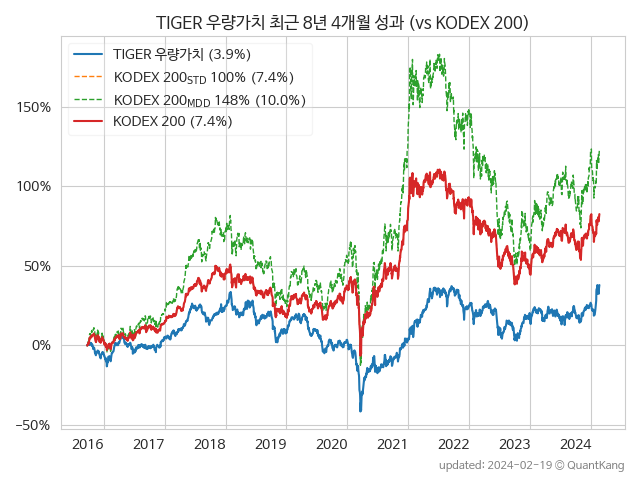 TIGER 우량가치 최근 8년 4개월 성과 (vs KODEX 200)
TIGER 우량가치 (3.9%)
KODEX 200STD 100% (7.4%)
KODEX 200MDD 148% (10.0%)
KODEX 200 (7.4%)
150%
100%
50%
0%
−50%
2016 2017 2018 2019 2020 2021 2022 2023 2024
updated: 2024-02-19 © QuantKang